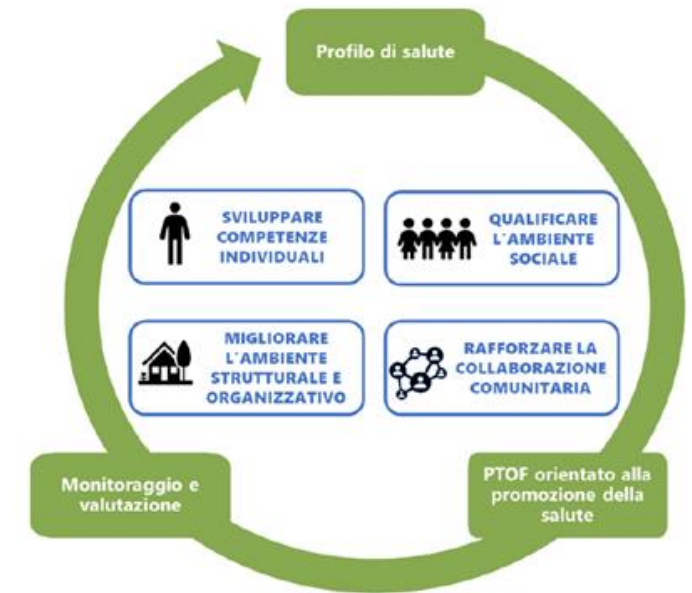 Profilo di salute
SVILUPPARE
COMPETENZE
INDIVIDUALI
QUALIFICARE
L'AMBIENTE
SOCIALE
MIGLIORARE
L'AMBIENTE
STRUTTURALE E
ORGANIZZATIVO
RAFFORZARE LA
COLLABORAZIONE
COMUNITARIA
Monitoraggio e
valutazione
PTOF orientato alla
promozione della
salute